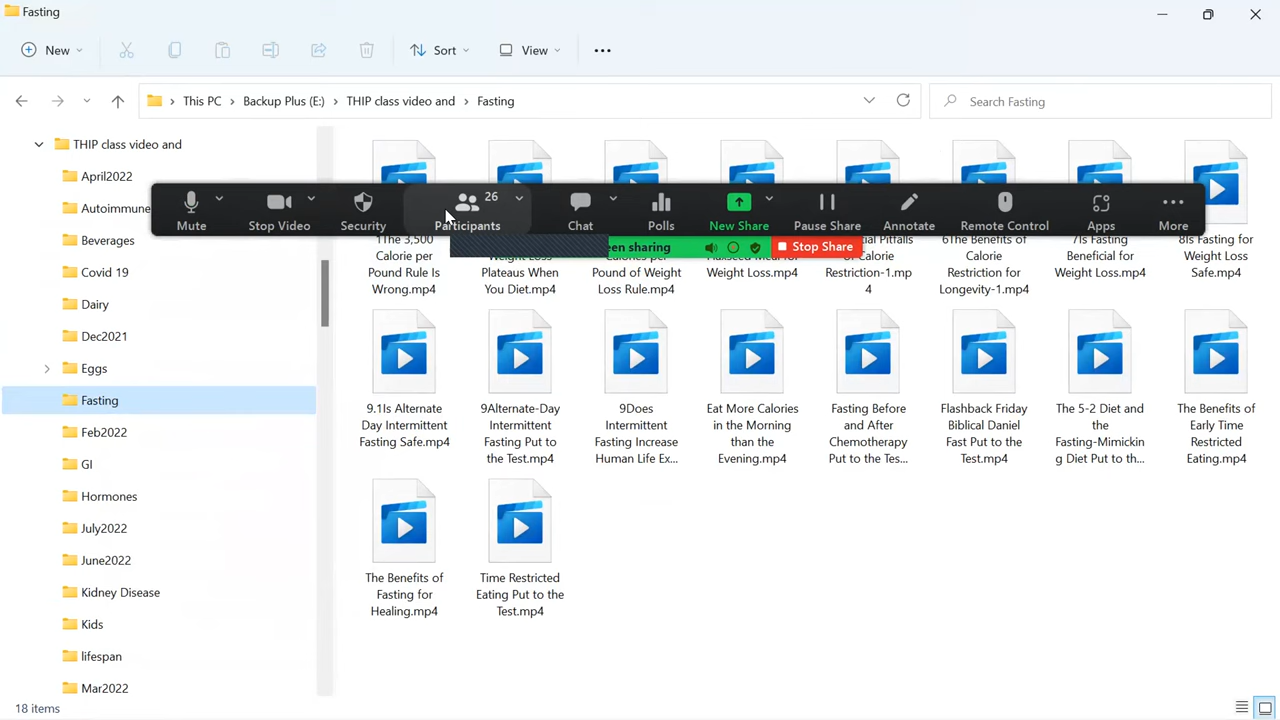 Fasting
New
Sort
View
This PC
Backup Plus (E:)
THIP class video and
Fasting
Search Fasting
THIP class video and
April2022
Autoimmune
Beverages
Covid 19
Dairy
Dec2021
Eggs
Fasting
Feb2022
GI
Hormones
July2022
June2022
Kidney Disease
Kids
lifespan
Mar2022
Mute
Stop Video
Security
26
Participants
Chat
Polls
New Share
Pause Share
Annotate
Remote Control
Apps
More
Stop Share
een sharing
1The 3,500
Calorie per
Pound Rule Is
Wrong.mp4
Weight Loss
Plateaus When
You Diet.mp4
Pound of Weight
Loss Rule.mp4
Weight Loss.mp4
ial Pitfalls
of Calorie
Restriction-1.mp
4
6The Benefits of
Calorie
Restriction for
Longevity-1.mp4
7Is Fasting
Beneficial for
Weight Loss.mp4
8Is Fasting for
Weight Loss
Safe.mp4
9.1Is Alternate
Day Intermittent
Fasting Safe.mp4
9Alternate-Day
Intermittent
Fasting Put to
the Test.mp4
9Does
Intermittent
Fasting Increase
Human Life Ex...
Eat More Calories
in the Morning
than the
Evening.mp4
Fasting Before
and After
Chemotherapy
Put to the Tes...
Flashback Friday
Biblical Daniel
Fast Put to the
Test.mp4
The 5-2 Diet and
the
Fasting-Mimickin
g Diet Put to th...
The Benefits of
Early Time
Restricted
Eating.mp4
The Benefits of
Fasting for
Healing.mp4
Time Restricted
Eating Put to the
Test.mp4
18 items